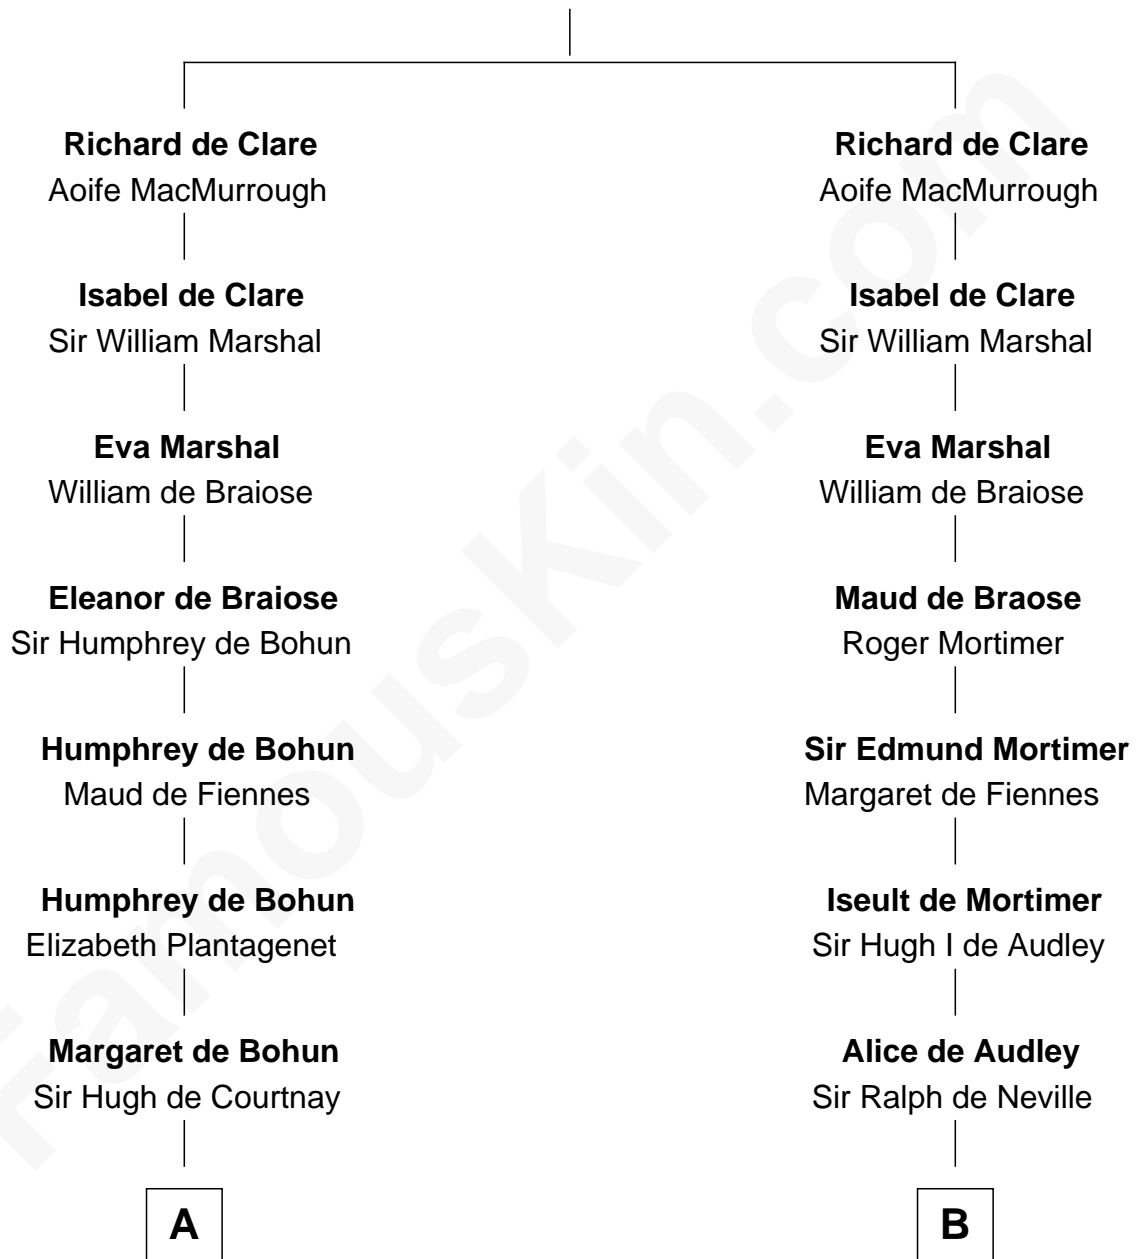 Richard de Clare
Aoife MacMurrough
Isabel de Clare
Sir William Marshal
Eva Marshal
William de Braiose
Eleanor de Braiose
Sir Humphrey de Bohun
Humphrey de Bohun
Maud de Fiennes
Humphrey de Bohun
Elizabeth Plantagenet
Margaret de Bohun
Sir Hugh de Courtnay
A
Richard de Clare
Aoife MacMurrough
Isabel de Clare
Sir William Marshal
Eva Marshal
William de Braiose
Maud de Braose
Roger Mortimer
Sir Edmund Mortimer
Margaret de Fiennes
Iseult de Mortimer
Sir Hugh I de Audley
Alice de Audley
Sir Ralph de Neville
B
FamousKin.com